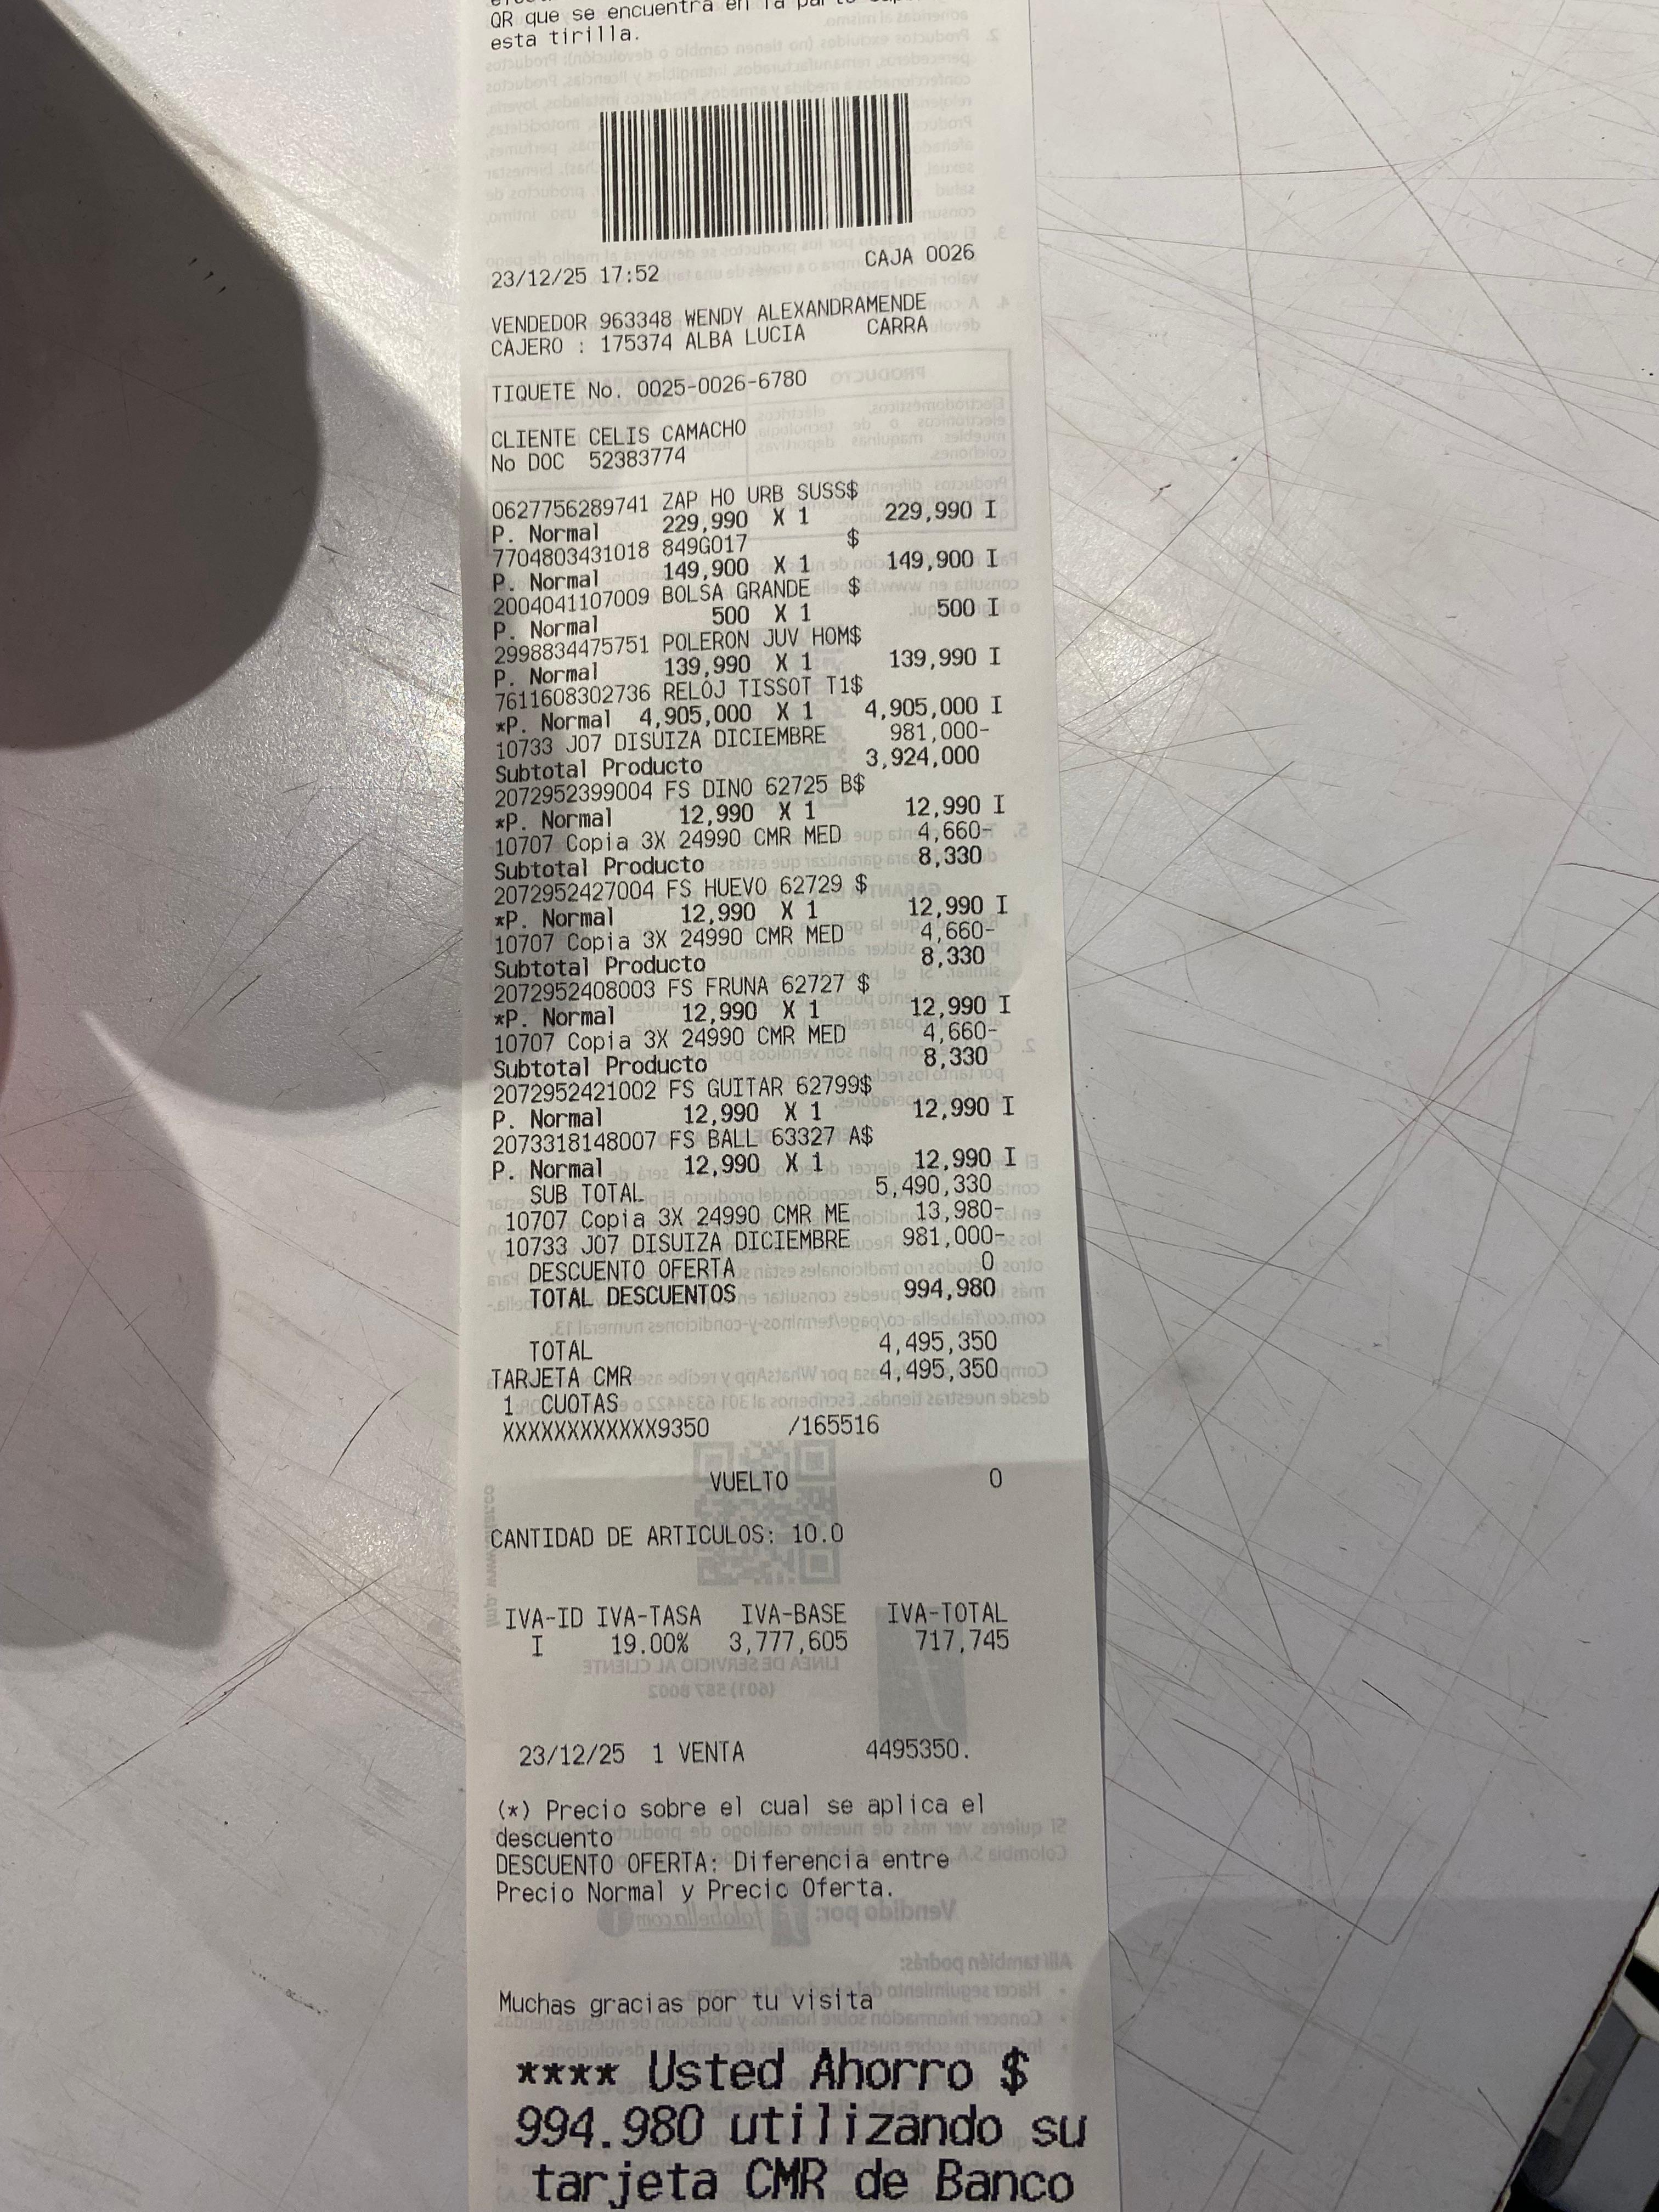 QR que se encuentra en la parte
esta tirilla.
23/12/25 17:52 CAJA 0026
VENDEDOR 963348 WENDY ALEXANDRAMENDE
CAJERO : 175374 ALBA LUCIA CARRA
TIQUETE No. 0025-0026-6780
CLIENTE CELIS CAMACHO
No DOC 52383774
0627756289741 ZAP HO URB SUSS$
P. Normal 229,990 X 1 229,990 I
7704803431018 849G017 $
P. Normal 149,900 X 1 149,900 I
2004041107009 BOLSA GRANDE $
P. Normal 500 X 1 500 I
2998834475751 POLERON JUV HOM$
P. Normal 139,990 X 1 139,990 I
7611608302736 RELOJ TISSOT T1$
*P. Normal 4,905,000 X 1 4,905,000 I
10733 J07 DISUIZA DICIEMBRE 981,000-
Subtotal Producto 3,924,000
2072952399004 FS DINO 62725 B$
*P. Normal 12,990 X 1 12,990 I
10707 Copia 3X 24990 CMR MED 4,660-
Subtotal Producto 8,330
2072952427004 FS HUEVO 62729 $
*P. Normal 12,990 X 1 12,990 I
10707 Copia 3X 24990 CMR MED 4,660-
Subtotal Producto 8,330
2072952408003 FS FRUNA 62727 $
*P. Normal 12,990 X 1 12,990 I
10707 Copia 3X 24990 CMR MED 4,660-
Subtotal Producto 8,330
2072952421002 FS GUITAR 62799$
P. Normal 12,990 X 1 12,990 I
2073318148007 FS BALL 63327 A$
P. Normal 12,990 X 1 12,990 I
SUB TOTAL 5,490,330
10707 Copia 3X 24990 CMR ME 13,980-
10733 J07 DISUIZA DICIEMBRE 981,000-
DESCUENTO OFERTA 0
TOTAL DESCUENTOS 994,980
TOTAL 4,495,350
TARJETA CMR 4,495,350
1 CUOTAS
XXXXXXXXXXXX9350 /165516
VUELTO 0
CANTIDAD DE ARTICULOS: 10.0
IVA-ID IVA-TASA IVA-BASE IVA-TOTAL
I 19.00% 3,777,605 717,745
23/12/25 1 VENTA 4495350.
(*) Precio sobre el cual se aplica el
descuento
DESCUENTO OFERTA: Diferencia entre
Precio Normal y Precio Oferta.
Muchas gracias por tu visita
**** Usted Ahorro $
994.980 utilizando su
tarjeta CMR de Banco